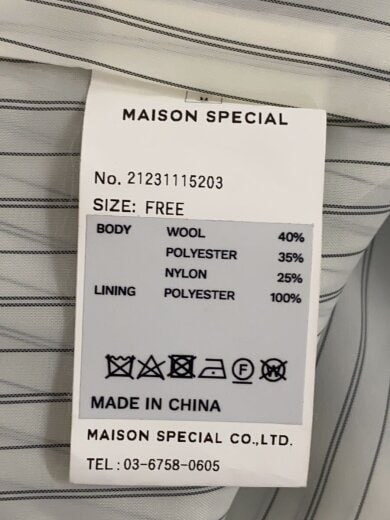 MAISON SPECIAL
No. 21231115203
SIZE: FREE
BODY WOOL 40%
POLYESTER 35%
NYLON 25%
LINING POLYESTER 100%
F W
MADE IN CHINA
MAISON SPECIAL CO.,LTD.
TEL : 03-6758-0605